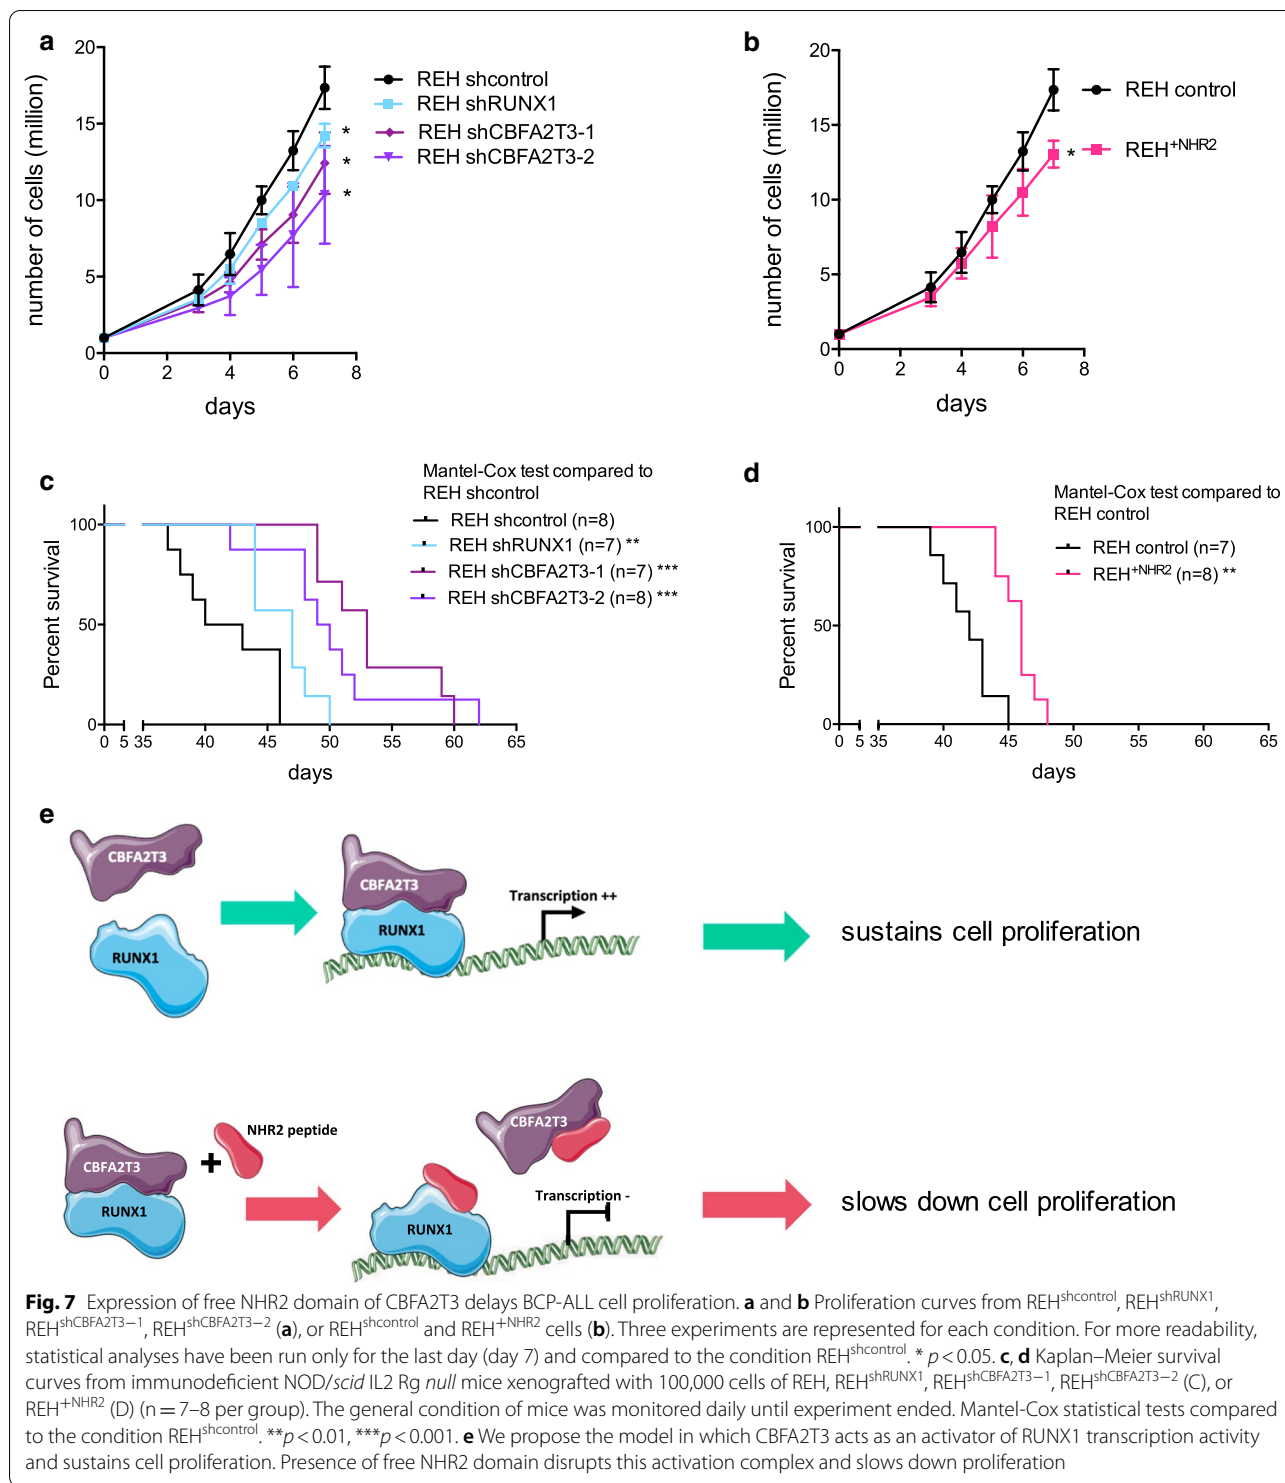 a
20
15
10
5
0
0 2 4 6 8
number of cells (million)
days
REH shcontrol
REH shRUNX1
REH shCBFA2T3-1
REH shCBFA2T3-2
*
*
*
b
20
15
10
5
0
0 2 4 6 8
number of cells (million)
days
REH control
REH+NHR2
*
c
Mantel-Cox test compared to
REH shcontrol
REH shcontrol (n=8)
REH shRUNX1 (n=7) **
REH shCBFA2T3-1 (n=7) ***
REH shCBFA2T3-2 (n=8) ***
100
50
0
0 5 35 40 45 50 55 60 65
Percent survival
days
d
Mantel-Cox test compared to
REH control
REH control (n=7)
REH+NHR2 (n=8) **
100
50
0
0 5 35 40 45 50 55 60 65
Percent survival
days
e
CBFA2T3
RUNX1
CBFA2T3
RUNX1
Transcription ++
sustains cell proliferation
CBFA2T3
RUNX1
+
NHR2 peptide
CBFA2T3
RUNX1
Transcription -
slows down cell proliferation
Fig. 7 Expression of free NHR2 domain of CBFA2T3 delays BCP-ALL cell proliferation. a and b Proliferation curves from REHshcontrol, REHshRUNX1,
REHshCBFA2T3−1, REHshCBFA2T3−2 (a), or REHshcontrol and REH+NHR2 cells (b). Three experiments are represented for each condition. For more readability,
statistical analyses have been run only for the last day (day 7) and compared to the condition REHshcontrol. * p < 0.05. c, d Kaplan–Meier survival
curves from immunodeficient NOD/scid IL2 Rg null mice xenografted with 100,000 cells of REH, REHshRUNX1, REHshCBFA2T3−1, REHshCBFA2T3−2 (C), or
REH+NHR2 (D) (n = 7–8 per group). The general condition of mice was monitored daily until experiment ended. Mantel-Cox statistical tests compared
to the condition REHshcontrol. **p < 0.01, ***p < 0.001. e We propose the model in which CBFA2T3 acts as an activator of RUNX1 transcription activity
and sustains cell proliferation. Presence of free NHR2 domain disrupts this activation complex and slows down proliferation